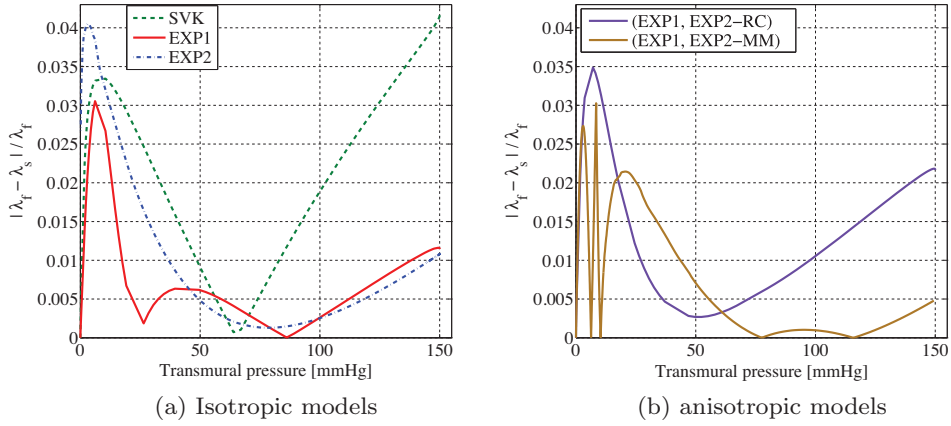 SVK
EXP1
EXP2
0.04
0.035
0.03
0.025
0.02
0.015
0.01
0.005
0
| λf − λs | / λf
0
50
100
150
Transmural pressure [mmHg]
(a) Isotropic models
(EXP1, EXP2−RC)
(EXP1, EXP2−MM)
0.04
0.035
0.03
0.025
0.02
0.015
0.01
0.005
0
| λf − λs | / λf
0
50
100
150
Transmural pressure [mmHg]
(b) anisotropic models